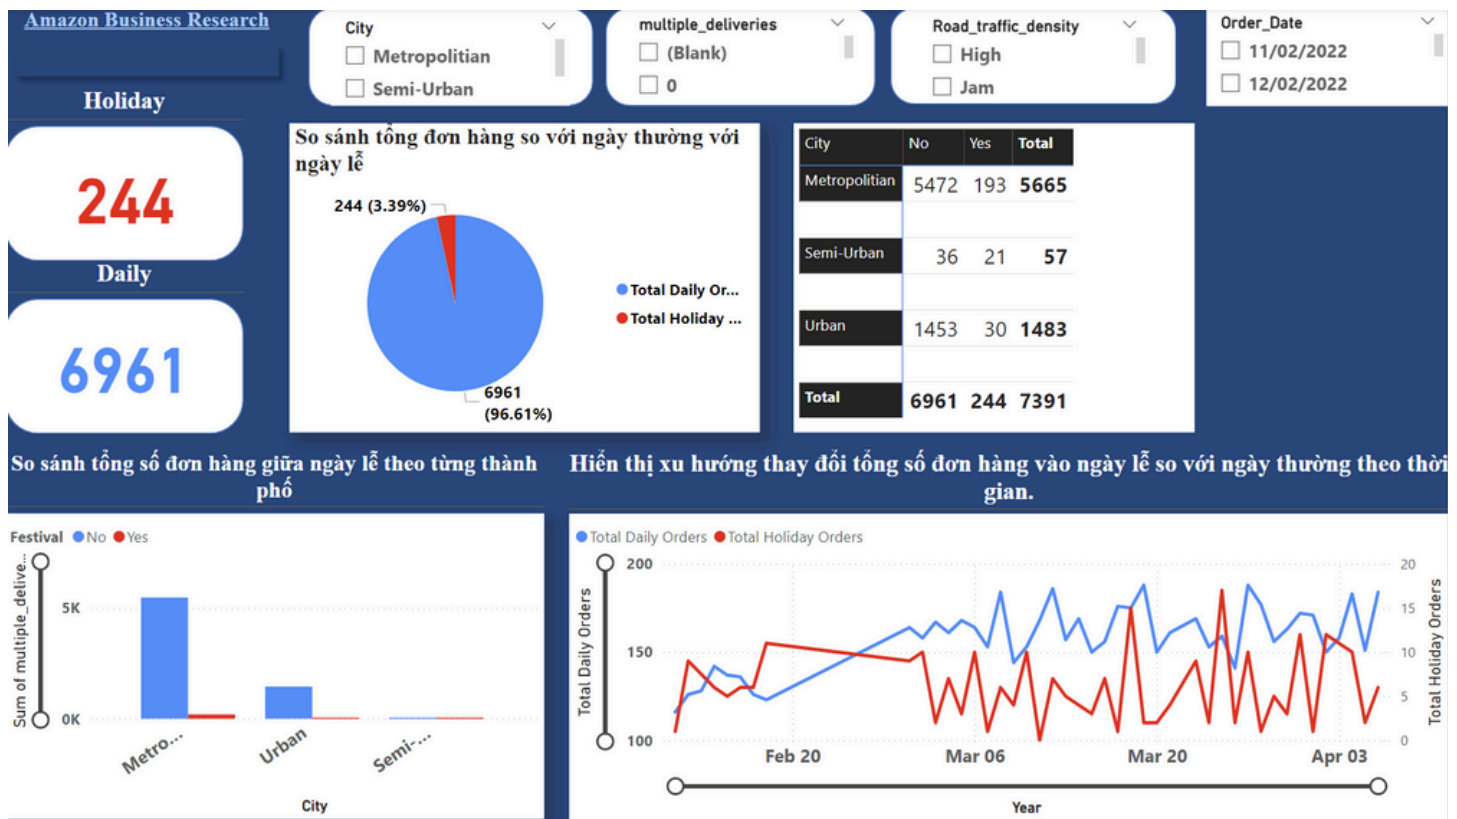 Amazon Business Research
City
Metropolitian
Semi-Urban
multiple_deliveries
(Blank)
0
Road_traffic_density
High
Jam
Order_Date
11/02/2022
12/02/2022
Holiday
244
Daily
6961
So sánh tổng đơn hàng so với ngày thường với
ngày lễ
244 (3.39%)
6961
(96.61%)
Total Daily Or...
Total Holiday ...
City No Yes Total
Metropolitian 5472 193 5665
Semi-Urban 36 21 57
Urban 1453 30 1483
Total 6961 244 7391
So sánh tổng số đơn hàng giữa ngày lễ theo từng thành
phố
Festival No Yes
Sum of multiple_delive...
5K
0K
Metro...
Urban
Semi-...
City
Hiển thị xu hướng thay đổi tổng số đơn hàng vào ngày lễ so với ngày thường theo thời
gian.
Total Daily Orders Total Holiday Orders
Total Daily Orders
200
150
100
20
15
10
5
0
Total Holiday Orders
Feb 20
Mar 06
Mar 20
Apr 03
Year